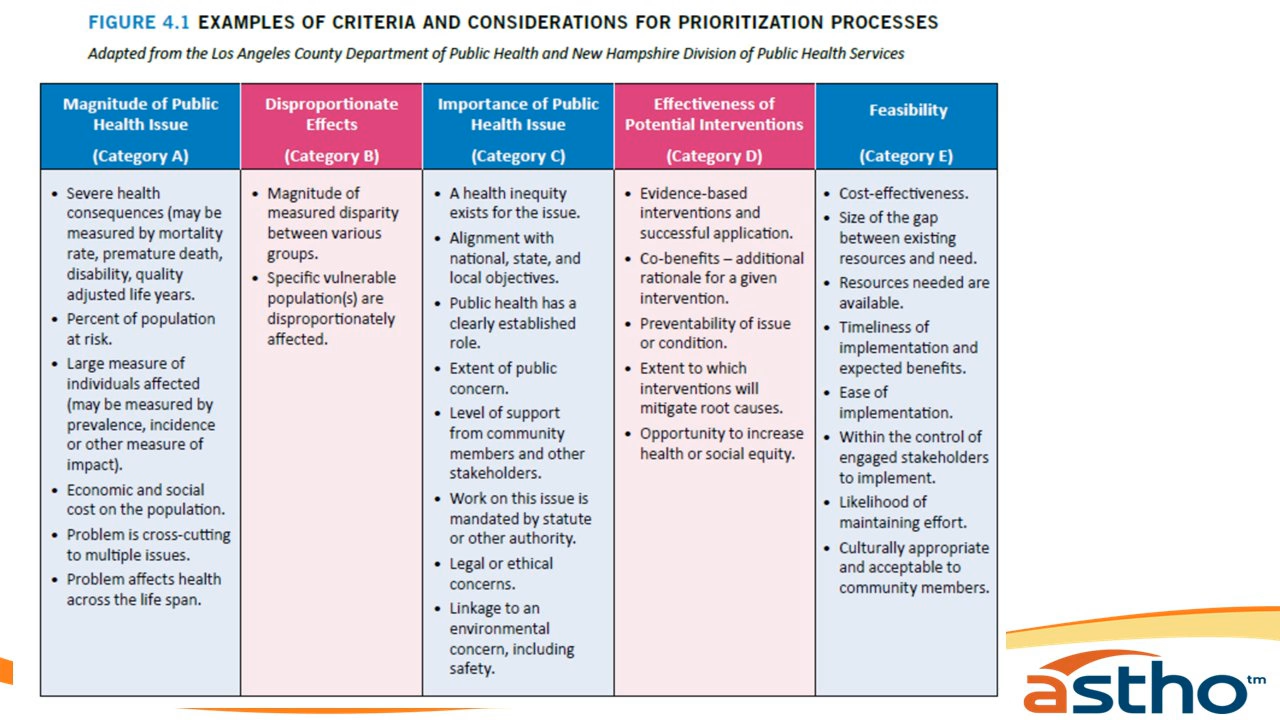 FIGURE 4.1 EXAMPLES OF CRITERIA AND CONSIDERATIONS FOR PRIORITIZATION PROCESSES
Adapted from the Los Angeles County Department of Public Health and New Hampshire Division of Public Health Services
Magnitude of Public
Health Issue
(Category A)
• Severe health
consequences (may be
measured by mortality
rate, premature death,
disability, quality
adjusted life years.
• Percent of population
at risk.
• Large measure of
individuals affected
(may be measured by
prevalence, incidence
or other measure of
impact).
• Economic and social
cost on the population.
• Problem is cross-cutting
to multiple issues.
• Problem affects health
across the life span.
Disproportionate
Effects
(Category B)
• Magnitude of
measured disparity
between various
groups.
• Specific vulnerable
population(s) are
disproportionately
affected.
Importance of Public
Health Issue
(Category C)
• A health inequity
exists for the issue.
• Alignment with
national, state, and
local objectives.
• Public health has a
clearly established
role.
• Extent of public
concern.
• Level of support
from community
members and other
stakeholders.
• Work on this issue is
mandated by statute
or other authority.
• Legal or ethical
concerns.
• Linkage to an
environmental
concern, including
safety.
Effectiveness of
Potential Interventions
(Category D)
• Evidence-based
interventions and
successful application.
• Co-benefits – additional
rationale for a given
intervention.
• Preventability of issue
or condition.
• Extent to which
interventions will
mitigate root causes.
• Opportunity to increase
health or social equity.
Feasibility
(Category E)
• Cost-effectiveness.
• Size of the gap
between existing
resources and need.
• Resources needed are
available.
• Timeliness of
implementation and
expected benefits.
• Ease of
implementation.
• Within the control of
engaged stakeholders
to implement.
• Likelihood of
maintaining effort.
• Culturally appropriate
and acceptable to
community members.
astho™